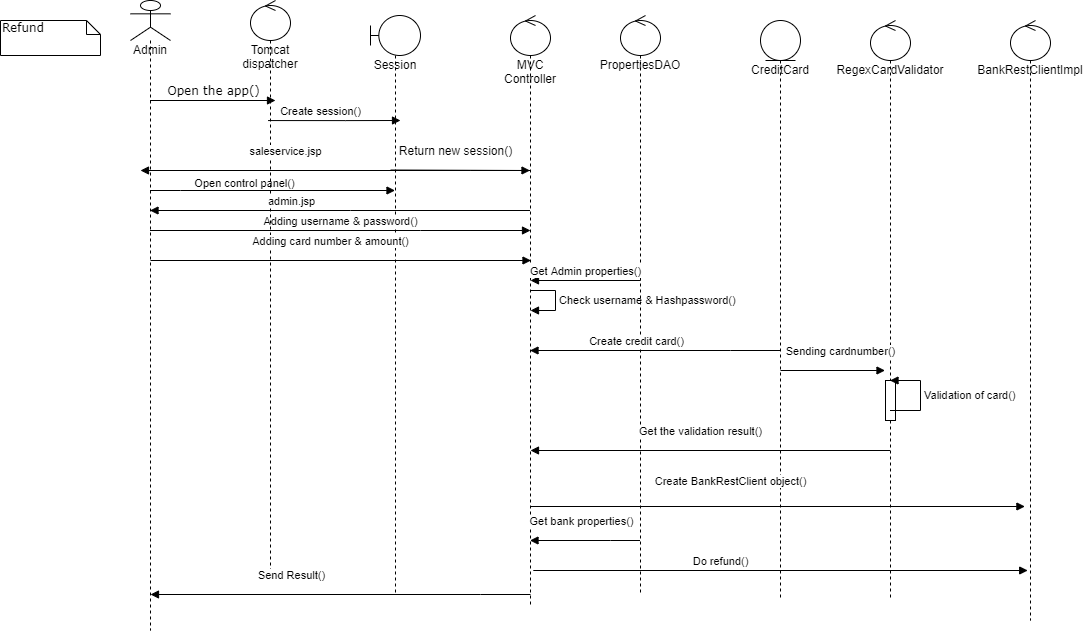 Refund
Admin
Tomcat
dispatcher
Session
MVC
Controller
PropertiesDAO
CreditCard
RegexCardValidator
BankRestClientImpl
Open the app()
Create session()
saleservice.jsp
Return new session()
Open control panel()
admin.jsp
Adding username & password()
Adding card number & amount()
Get Admin properties()
Check username & Hashpassword()
Create credit card()
Sending cardnumber()
Validation of card()
Get the validation result()
Create BankRestClient object()
Get bank properties()
Do refund()
Send Result()